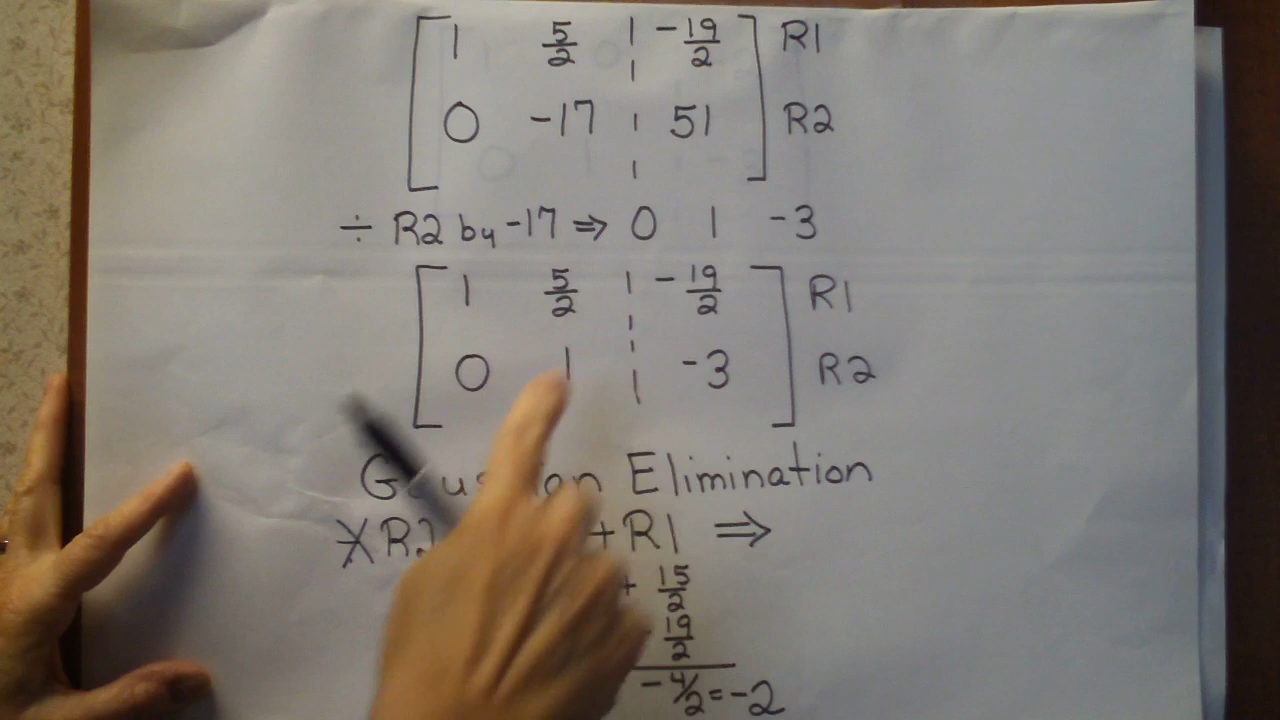 1 5/2 | -19/2 R1
0 -17 | 51 R2
÷ R2 by -17 ⇒ 0 1 -3
1 5/2 | -19/2 R1
0 1 | -3 R2
Elimination
+R1 ⇒
+ 15/2
19/2
-4/2 = -2